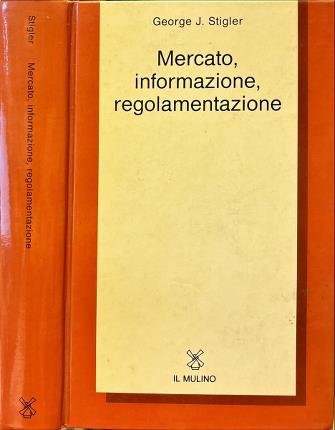 Stigler Mercato, informazione, regolamentazione
George J. Stigler
Mercato,
informazione,
regolamentazione
IL MULINO